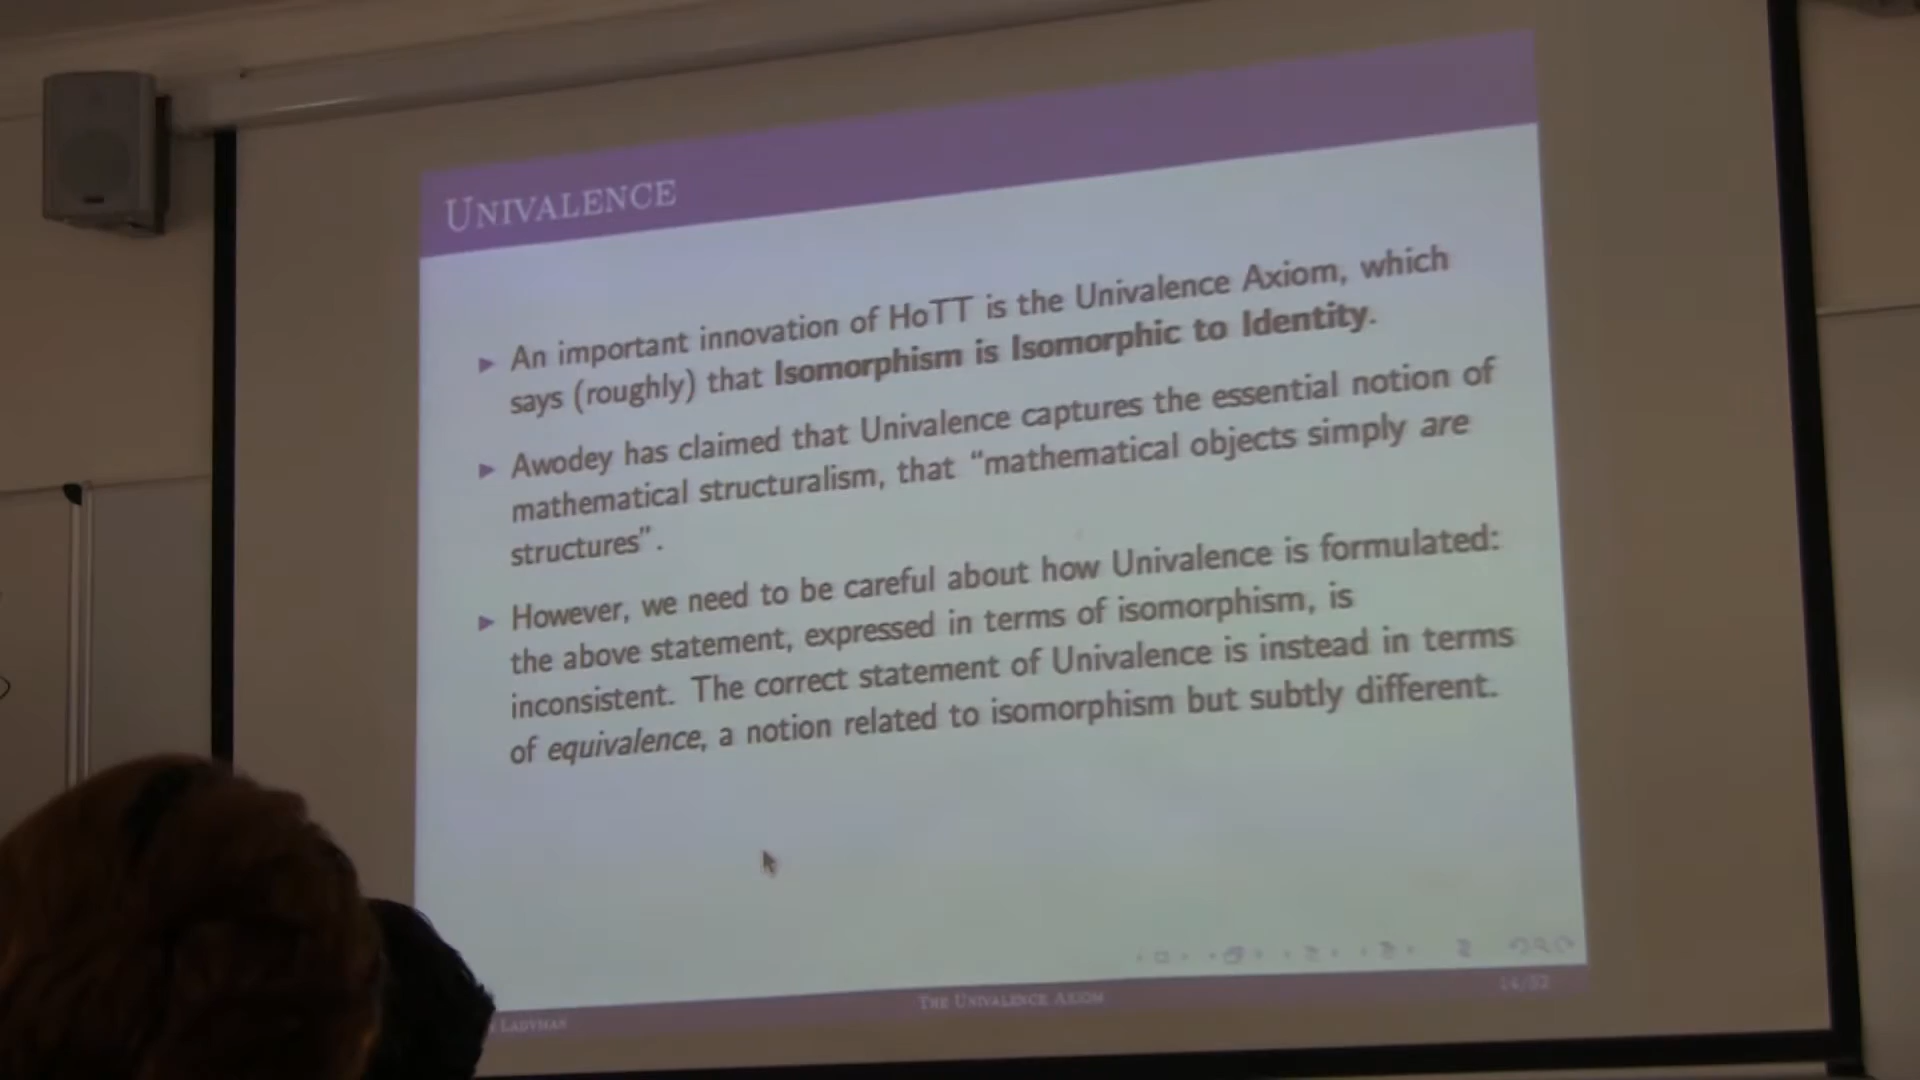 UNIVALENCE
▶ An important innovation of HoTT is the Univalence Axiom, which
says (roughly) that Isomorphism is Isomorphic to Identity.
▶ Awodey has claimed that Univalence captures the essential notion of
mathematical structuralism, that “mathematical objects simply are
structures”.
▶ However, we need to be careful about how Univalence is formulated:
the above statement, expressed in terms of isomorphism, is
inconsistent. The correct statement of Univalence is instead in terms
of equivalence, a notion related to isomorphism but subtly different.
LADYMAN
THE UNIVALENCE AXIOM
14/52